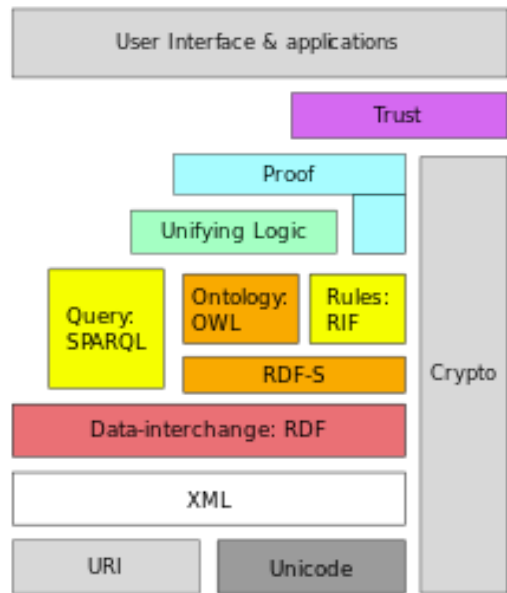 User Interface & applications
Trust
Proof
Unifying Logic
Query:
SPARQL
Ontology:
OWL
Rules:
RIF
RDF-S
Crypto
Data-interchange: RDF
XML
URI
Unicode